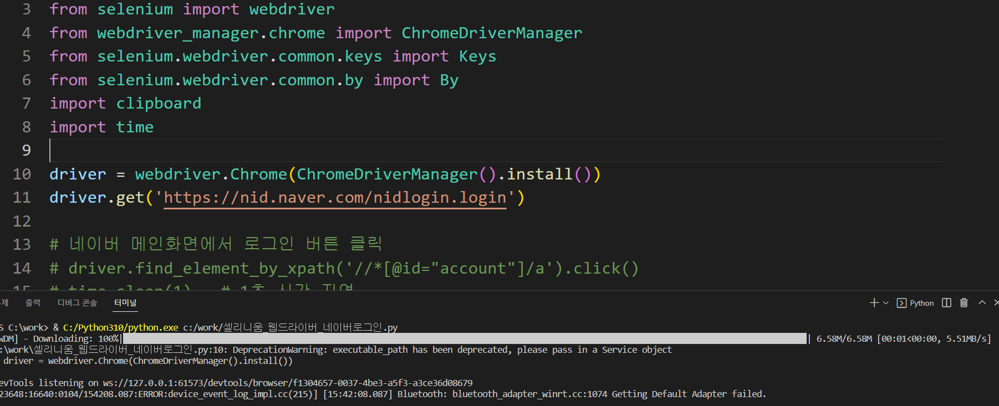 3 from selenium import webdriver
4 from webdriver_manager.chrome import ChromeDriverManager
5 from selenium.webdriver.common.keys import Keys
6 from selenium.webdriver.common.by import By
7 import clipboard
8 import time
9
10 driver = webdriver.Chrome(ChromeDriverManager().install())
11 driver.get('https://nid.naver.com/nidlogin.login')
12
13 # 네이버 메인화면에서 로그인 버튼 클릭
14 # driver.find_element_by_xpath('//*[@id="account"]/a').click()
15 # time.sleep(1) # 1초 시간 지연
제 출력 디버그 콘솔 터미널 Python
S C:\work> & C:/Python310/python.exe c:/work/셀리니움_웹드라이버_네이버로그인.py
WDM] - Downloading: 100%| | 6.58M/6.58M [00:01<00:00, 5.51MB/s]
:\work\셀리니움_웹드라이버_네이버로그인.py:10: DeprecationWarning: executable_path has been deprecated, please pass in a Service object
driver = webdriver.Chrome(ChromeDriverManager().install())
evTools listening on ws://127.0.0.1:61573/devtools/browser/f1304657-0037-4be3-a5f3-a3ce36d08679
23648:16640:0104/154208.087:ERROR:device_event_log_impl.cc(215)] [15:42:08.087] Bluetooth: bluetooth_adapter_winrt.cc:1074 Getting Default Adapter failed.